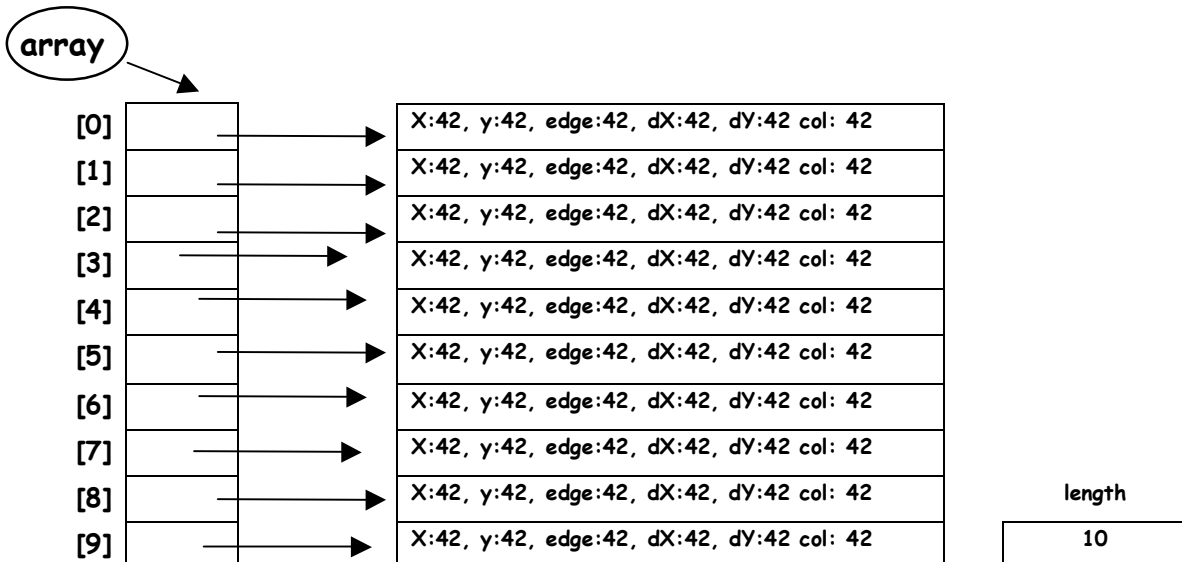 array
[0] X:42, y:42, edge:42, dX:42, dY:42 col: 42
[1] X:42, y:42, edge:42, dX:42, dY:42 col: 42
[2] X:42, y:42, edge:42, dX:42, dY:42 col: 42
[3] X:42, y:42, edge:42, dX:42, dY:42 col: 42
[4] X:42, y:42, edge:42, dX:42, dY:42 col: 42
[5] X:42, y:42, edge:42, dX:42, dY:42 col: 42
[6] X:42, y:42, edge:42, dX:42, dY:42 col: 42
[7] X:42, y:42, edge:42, dX:42, dY:42 col: 42
[8] X:42, y:42, edge:42, dX:42, dY:42 col: 42 length
[9] X:42, y:42, edge:42, dX:42, dY:42 col: 42 10